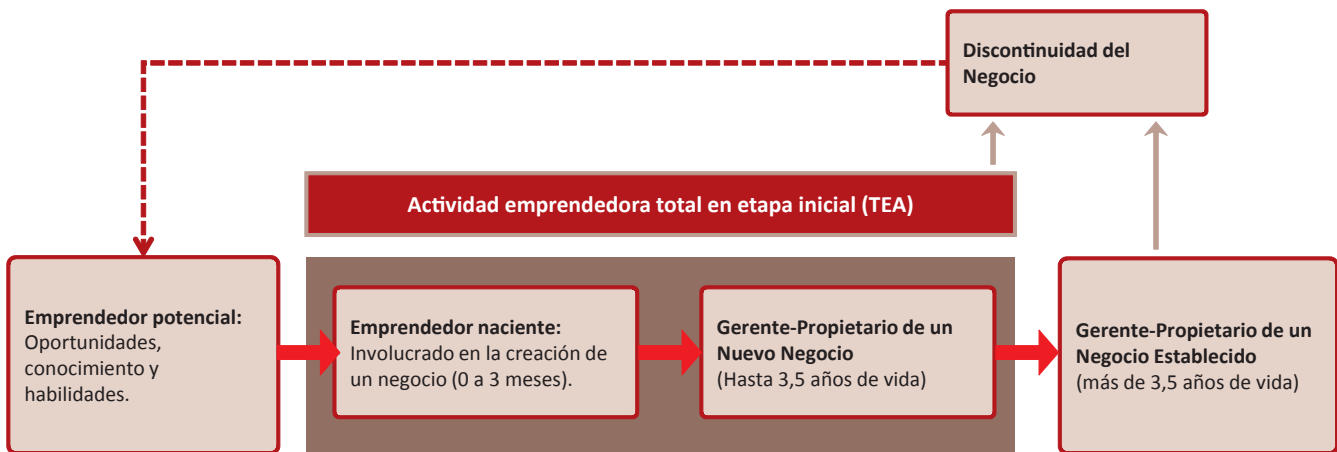 Discontinuidad del
Negocio
Actividad emprendedora total en etapa inicial (TEA)
Emprendedor potencial:
Oportunidades,
conocimiento y
habilidades.
Emprendedor naciente:
Involucrado en la creación de
un negocio (0 a 3 meses).
Gerente-Propietario de un
Nuevo Negocio
(Hasta 3,5 años de vida)
Gerente-Propietario de un
Negocio Establecido
(más de 3,5 años de vida)